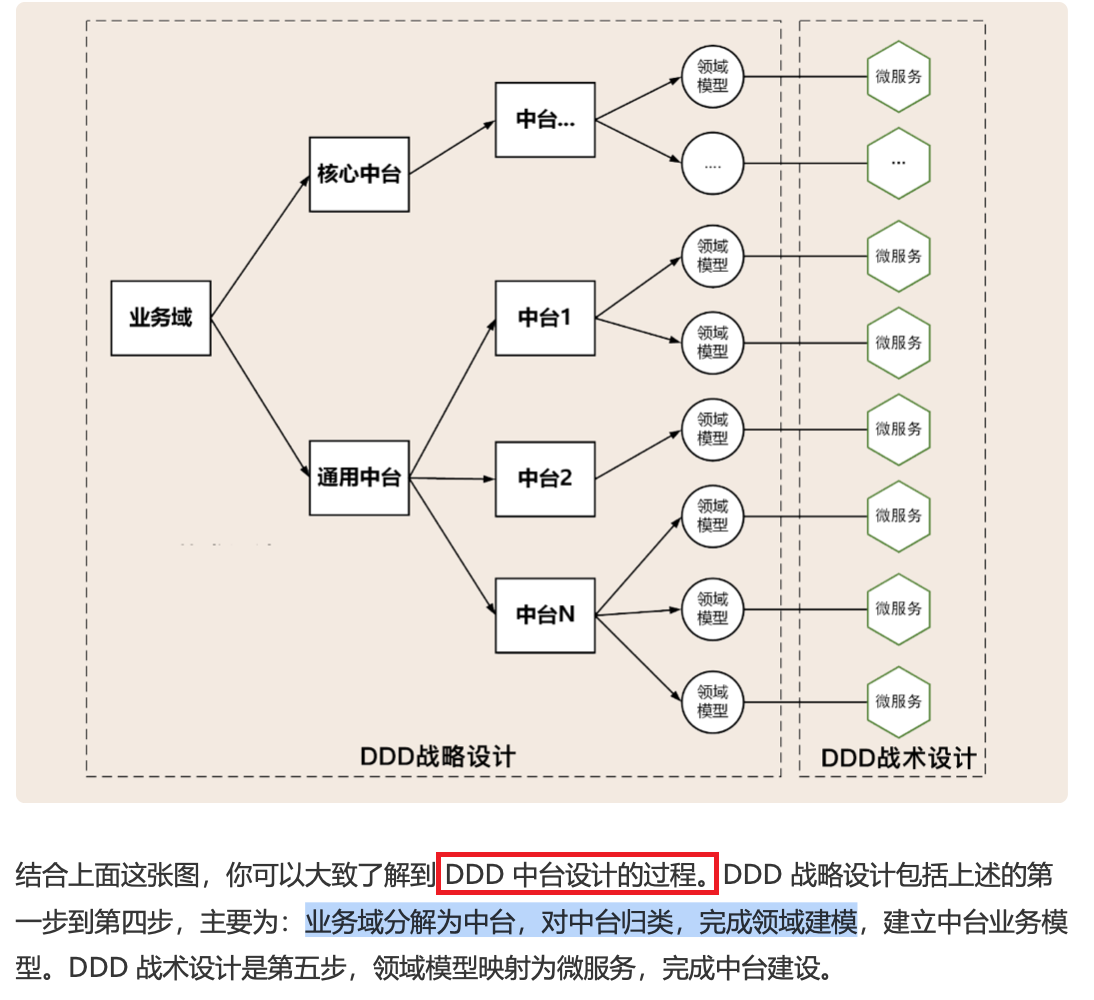 领域
模型
微服务
中台...
核心中台
....
...
领域
模型
微服务
业务域
中台1
领域
模型
微服务
领域
模型
微服务
通用中台
中台2
领域
模型
微服务
中台N
领域
模型
微服务
领域
模型
微服务
DDD战略设计
DDD战术设计
结合上面这张图，你可以大致了解到 DDD 中台设计的过程。DDD 战略设计包括上述的第
一步到第四步，主要为：业务域分解为中台，对中台归类，完成领域建模，建立中台业务模
型。DDD 战术设计是第五步，领域模型映射为微服务，完成中台建设。